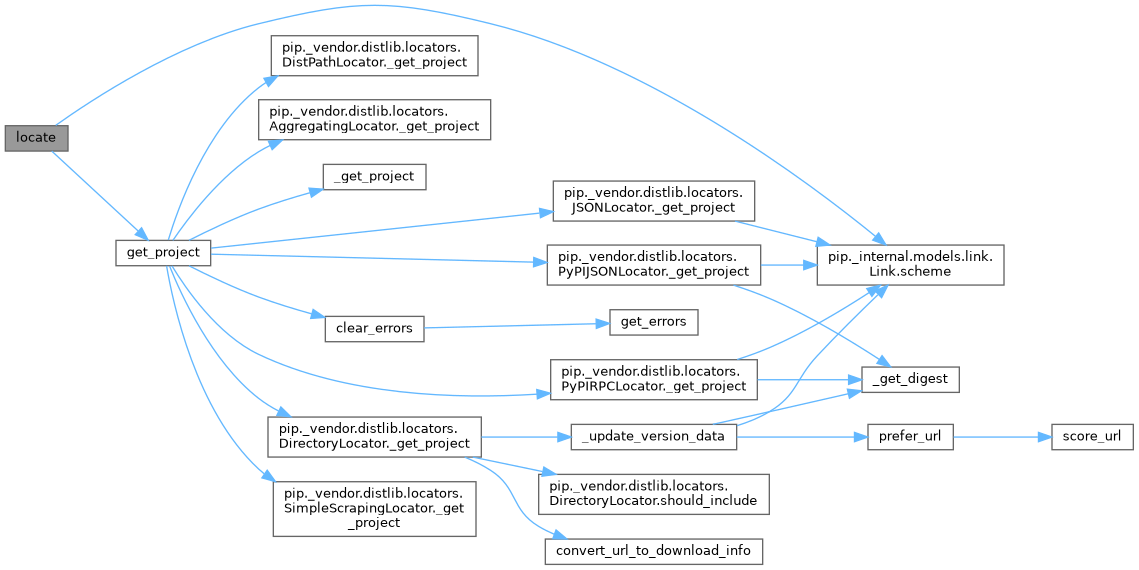 locate
get_project
pip._vendor.distlib.locators.
DistPathLocator._get_project
pip._vendor.distlib.locators.
AggregatingLocator._get_project
_get_project
pip._vendor.distlib.locators.
JSONLocator._get_project
pip._vendor.distlib.locators.
PyPIJSONLocator._get_project
clear_errors
get_errors
pip._vendor.distlib.locators.
PyPIRPCLocator._get_project
pip._vendor.distlib.locators.
DirectoryLocator._get_project
pip._vendor.distlib.locators.
SimpleScrapingLocator._get
_project
_update_version_data
pip._vendor.distlib.locators.
DirectoryLocator.should_include
convert_url_to_download_info
pip._internal.models.link.
Link.scheme
_get_digest
prefer_url
score_url